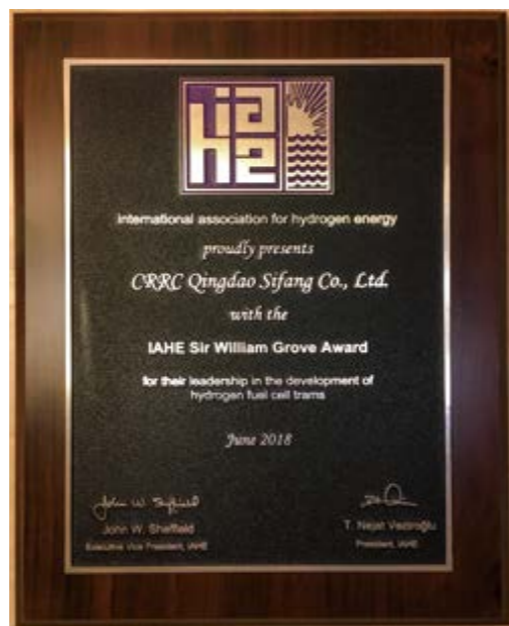 iahe
international association for hydrogen energy
proudly presents
CRRC Qingdao Sifang Co., Ltd.
with the
IAHE Sir William Grove Award
for their leadership in the development of
hydrogen fuel cell trams
June 2018
John W. Sheffield
John W. Sheffield
Executive Vice President, IAHE
T. Nejat Veziroğlu
President, IAHE